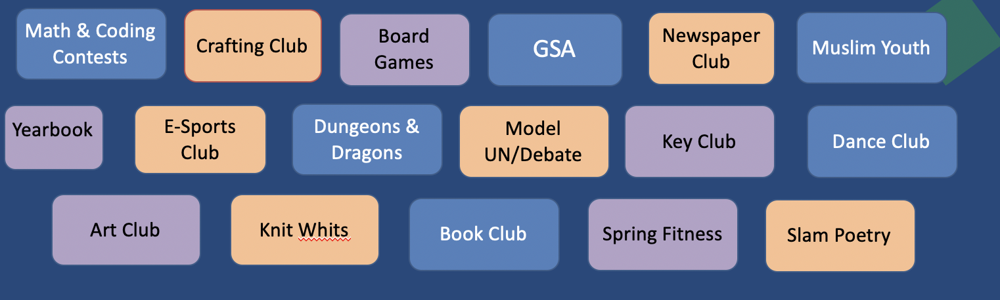 Math & Coding
Contests
Crafting Club
Board
Games
GSA
Newspaper
Club
Muslim Youth
Yearbook
E-Sports
Club
Dungeons &
Dragons
Model
UN/Debate
Key Club
Dance Club
Art Club
Knit Whits
Book Club
Spring Fitness
Slam Poetry